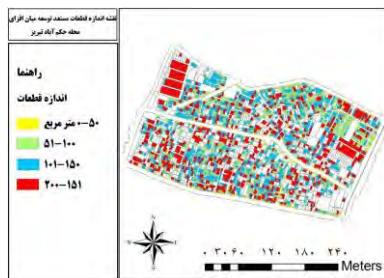 نقشه اندازه قطعات مستعد توسعه میان افزای
محله حکم آباد تبریز
راهنما
اندازه قطعات
۰-۵۰ متر مربع
۵۱-۱۰۰
۱۰۱-۱۵۰
۲۰۰-۱۵۱
N
W E
S
۰ ۳۰ ۶۰ ۱۲۰ ۱۸۰ ۲۴۰
Meters